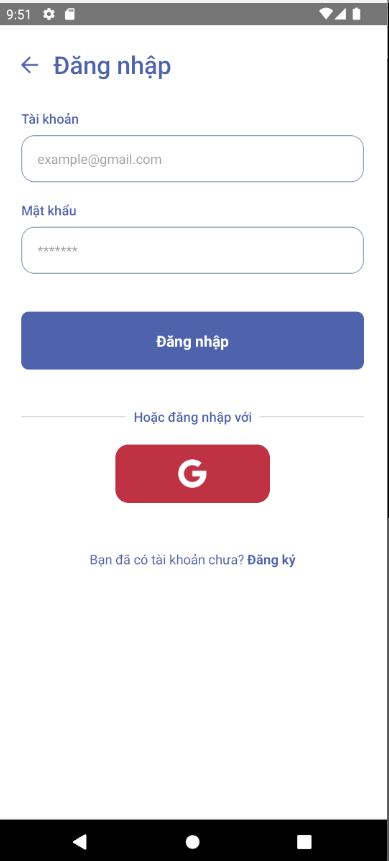 9:51
Đăng nhập
Tài khoản
example@gmail.com
Mật khẩu
*******
Đăng nhập
Hoặc đăng nhập với
G
Bạn đã có tài khoản chưa? Đăng ký